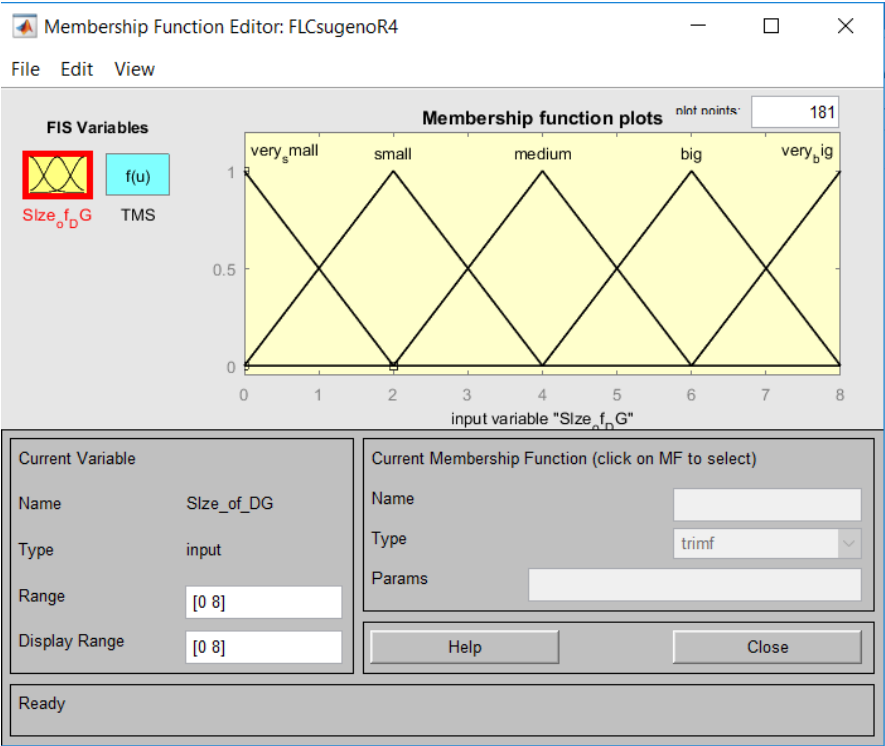 Membership Function Editor: FLCsugenoR4
File Edit View
FIS Variables
f(u)
SIze_of_DG TMS
Membership function plots plot points: 181
very_small small medium big very_big
1
0.5
0
0 1 2 3 4 5 6 7 8
input variable "SIze_of_DG"
Current Variable
Name SIze_of_DG
Type input
Range [0 8]
Display Range [0 8]
Current Membership Function (click on MF to select)
Name
Type trimf
Params
Help Close
Ready